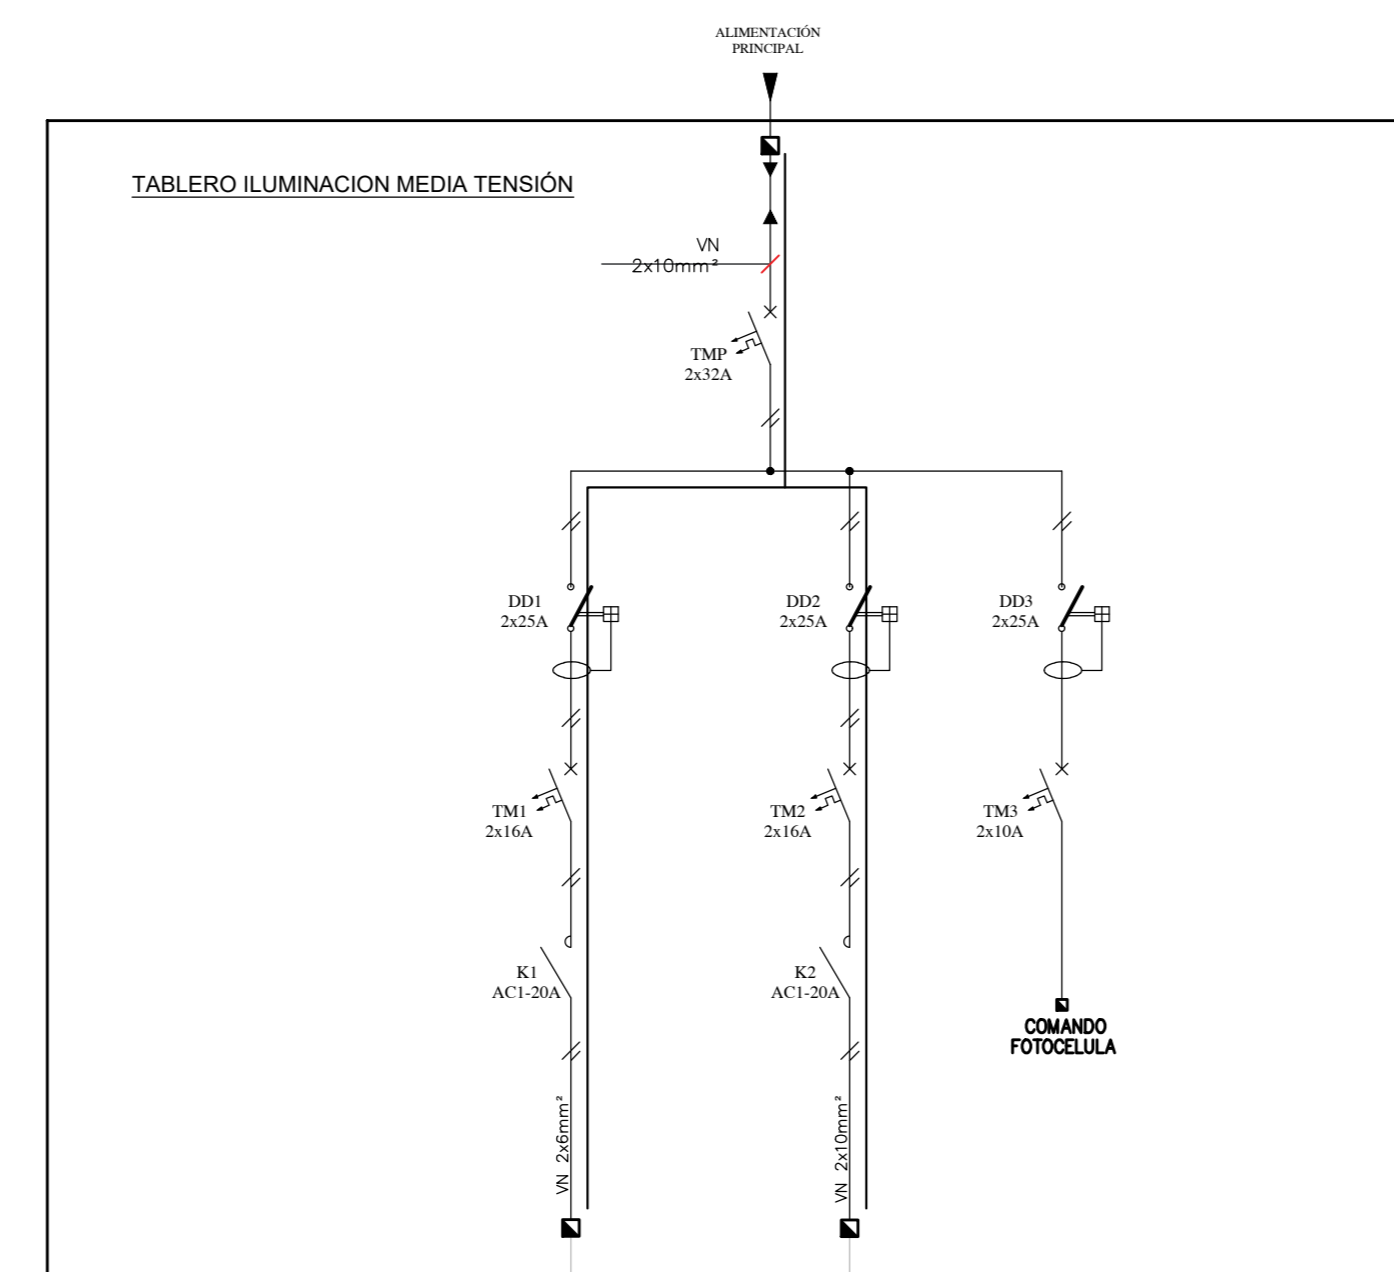 ALIMENTACIÓN
PRINCIPAL
TABLERO ILUMINACION MEDIA TENSIÓN
VN
2x10mm²
TMP
2x32A
DD1
2x25A
DD2
2x25A
DD3
2x25A
TM1
2x16A
TM2
2x16A
TM3
2x10A
K1
AC1-20A
K2
AC1-20A
COMANDO
FOTOCELULA
VN 2x6mm²
VN 2x10mm²